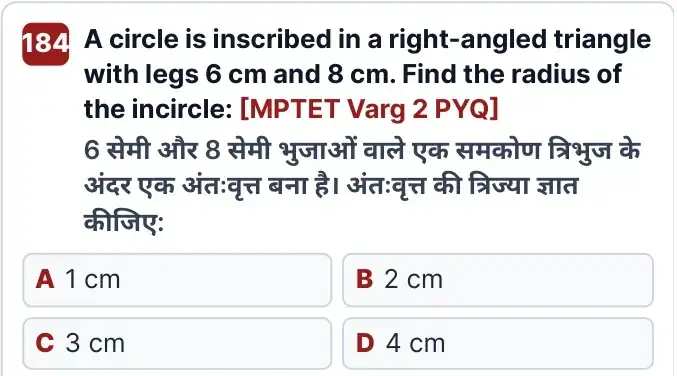 184 A circle is inscribed in a right-angled triangle
with legs 6 cm and 8 cm. Find the radius of
the incircle: [MPTET Varg 2 PYQ]
6 सेमी और 8 सेमी भुजाओं वाले एक समकोण त्रिभुज के
अंदर एक अंतःवृत्त बना है। अंतःवृत्त की त्रिज्या ज्ञात
कीजिए:
A 1 cm
B 2 cm
C 3 cm
D 4 cm